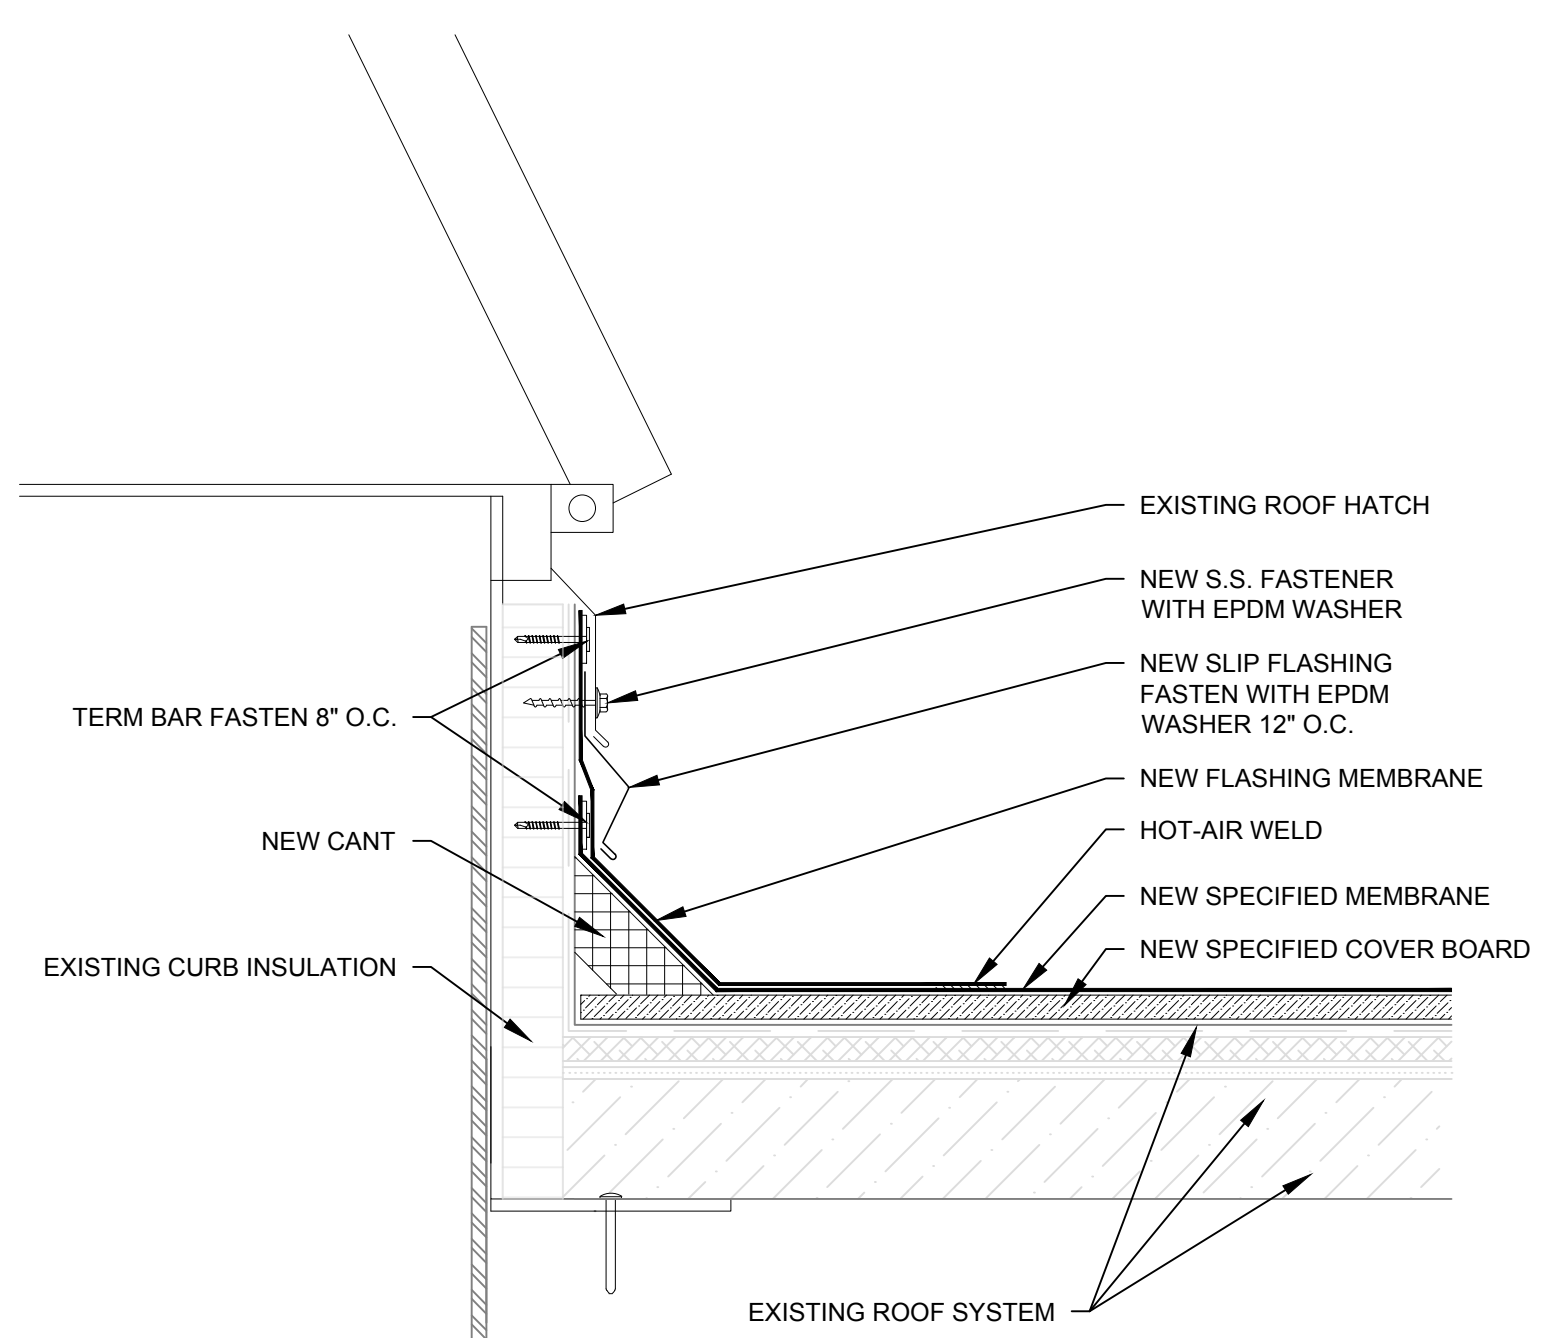 EXISTING ROOF HATCH
NEW S.S. FASTENER
WITH EPDM WASHER
NEW SLIP FLASHING
FASTEN WITH EPDM
WASHER 12" O.C.
TERM BAR FASTEN 8" O.C.
NEW FLASHING MEMBRANE
HOT-AIR WELD
NEW CANT
NEW SPECIFIED MEMBRANE
NEW SPECIFIED COVER BOARD
EXISTING CURB INSULATION
EXISTING ROOF SYSTEM